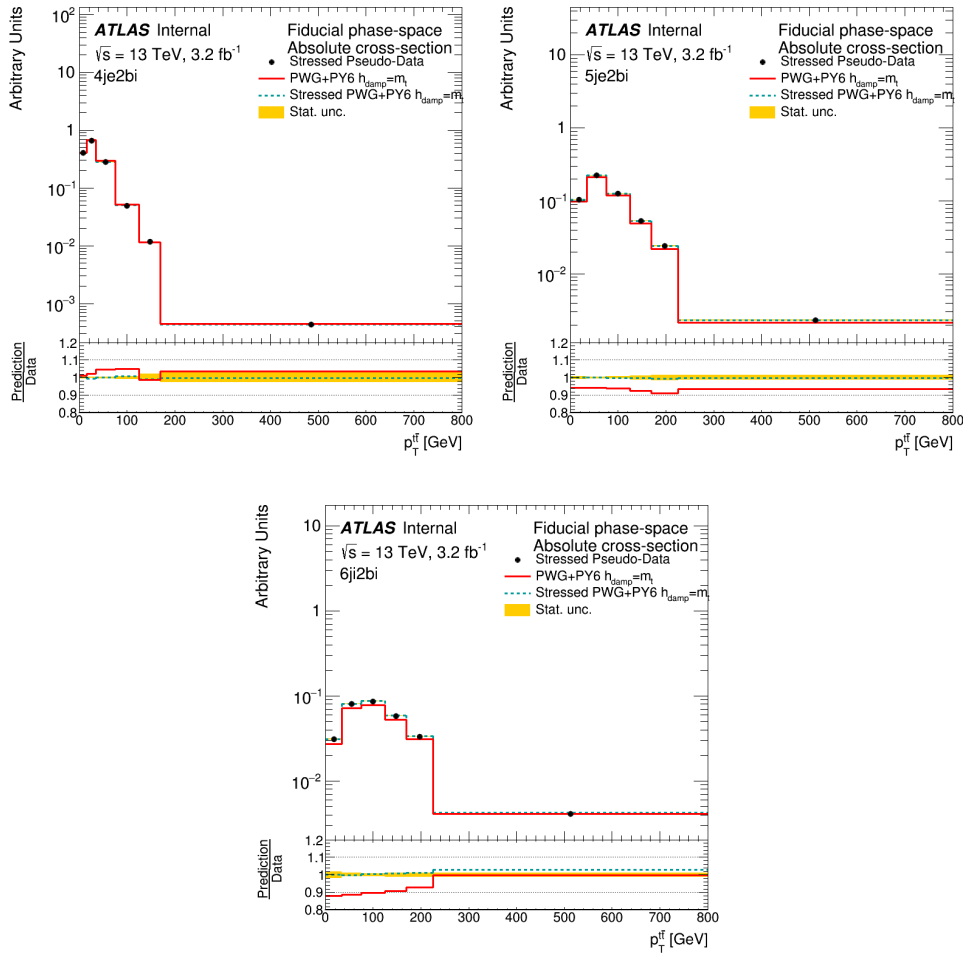 Arbitrary Units
ATLAS Internal
√s = 13 TeV, 3.2 fb⁻¹
4je2bi
Fiducial phase-space
Absolute cross-section
Stressed Pseudo-Data
PWG+PY6 h_damp=m_t
Stressed PWG+PY6 h_damp=m_t
Stat. unc.
10²
10
1
10⁻¹
10⁻²
10⁻³
Prediction
Data
1.2
1.1
1
0.9
0.8
0 100 200 300 400 500 600 700 800
p_T^{tt̄} [GeV]
Arbitrary Units
ATLAS Internal
√s = 13 TeV, 3.2 fb⁻¹
5je2bi
Fiducial phase-space
Absolute cross-section
Stressed Pseudo-Data
PWG+PY6 h_damp=m_t
Stressed PWG+PY6 h_damp=m_t
Stat. unc.
10
1
10⁻¹
10⁻²
Prediction
Data
1.2
1.1
1
0.9
0.8
0 100 200 300 400 500 600 700 800
p_T^{tt̄} [GeV]
Arbitrary Units
ATLAS Internal
√s = 13 TeV, 3.2 fb⁻¹
6ji2bi
Fiducial phase-space
Absolute cross-section
Stressed Pseudo-Data
PWG+PY6 h_damp=m_t
Stressed PWG+PY6 h_damp=m_t
Stat. unc.
10
1
10⁻¹
10⁻²
Prediction
Data
1.2
1.1
1
0.9
0.8
0 100 200 300 400 500 600 700 800
p_T^{tt̄} [GeV]